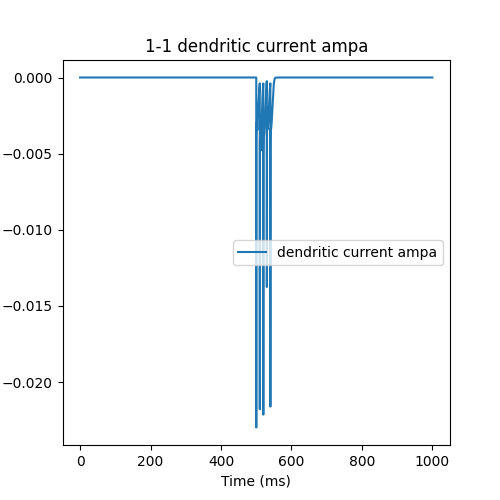 1-1 dendritic current ampa
0.000
−0.005
−0.010
−0.015
−0.020
dendritic current ampa
0 200 400 600 800 1000
Time (ms)